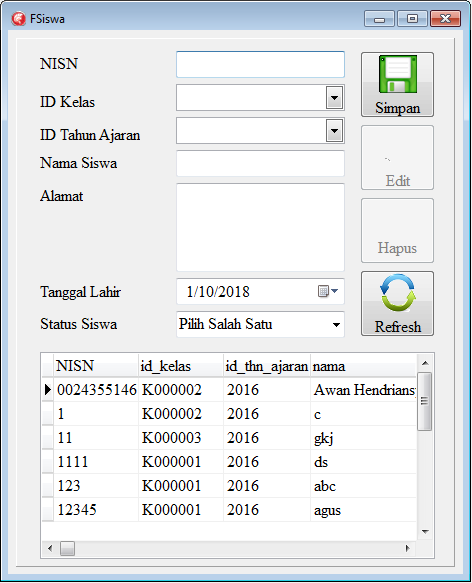 FSiswa
NISN
Simpan
ID Kelas
ID Tahun Ajaran
Nama Siswa
Edit
Alamat
Hapus
Tanggal Lahir 1/10/2018
Status Siswa Pilih Salah Satu
Refresh
NISN id_kelas id_thn_ajaran nama
0024355146 K000002 2016 Awan Hendrians
1 K000002 2016 c
11 K000003 2016 gkj
1111 K000001 2016 ds
123 K000001 2016 abc
12345 K000001 2016 agus